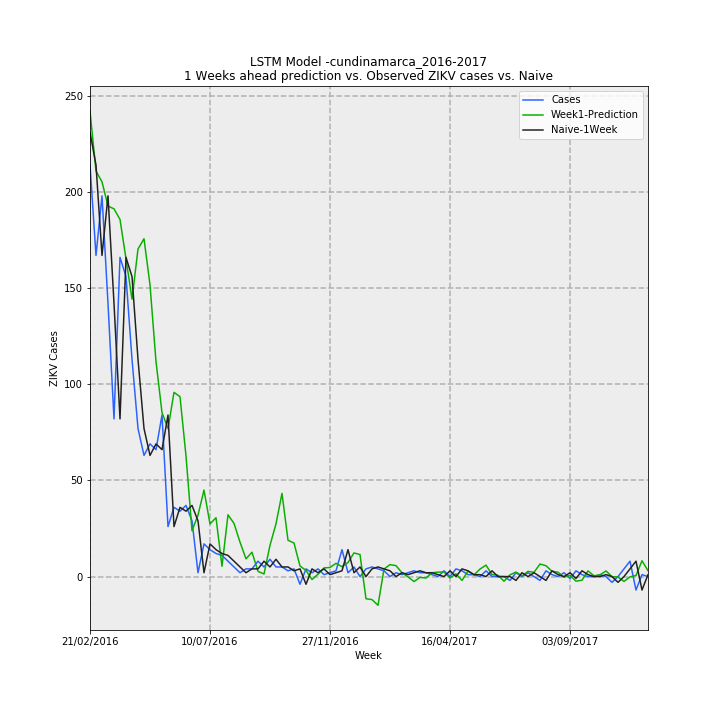 LSTM Model -cundinamarca_2016-2017
1 Weeks ahead prediction vs. Observed ZIKV cases vs. Naive
Cases
Week1-Prediction
Naive-1Week
250
200
150
100
50
0
ZIKV Cases
21/02/2016
10/07/2016
27/11/2016
16/04/2017
03/09/2017
Week